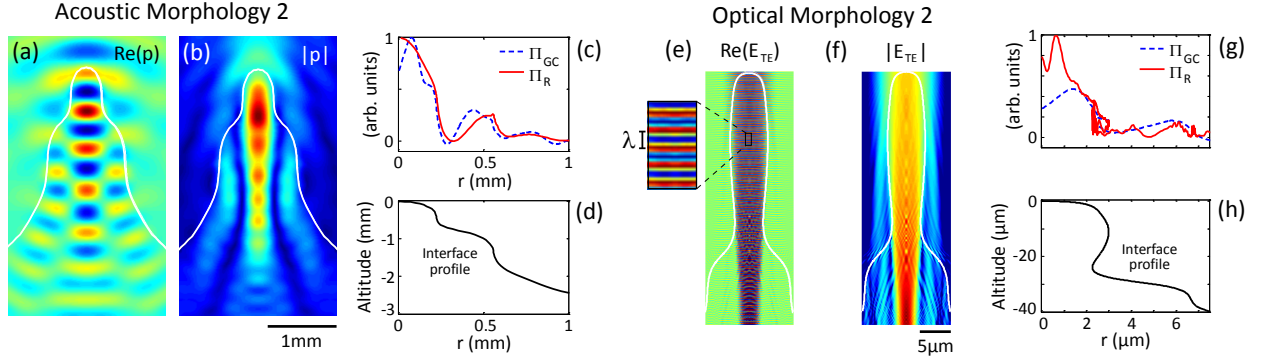 Acoustic Morphology 2
Optical Morphology 2
(a)
Re(p)
(b)
|p|
1mm
(c)
1
0
(arb. units)
Π_GC
Π_R
0
0.5
1
r (mm)
(d)
0
-1
-2
-3
Altitude (mm)
Interface
profile
0
0.5
1
r (mm)
(e)
Re(E_TE)
λ
(f)
|E_TE|
5µm
(g)
1
0
(arb. units)
Π_GC
Π_R
(h)
0
-20
-40
Altitude (µm)
Interface
profile
0
2
4
6
r (µm)